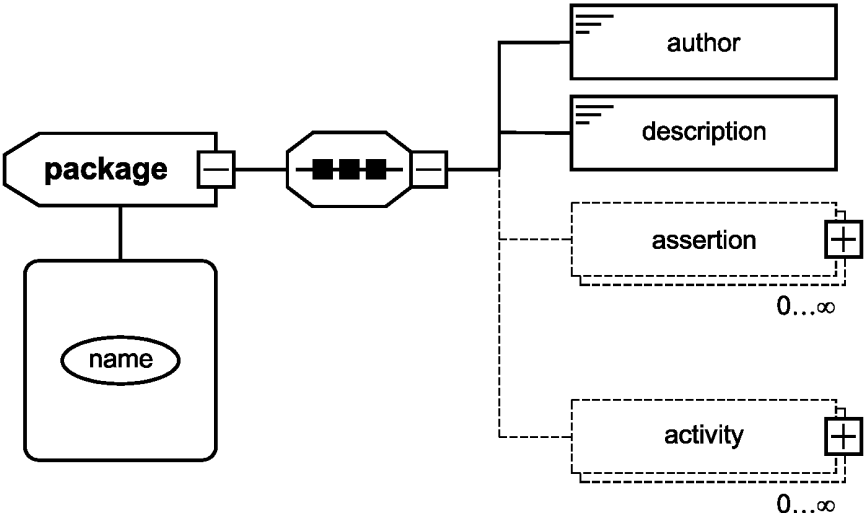 author
description
package
assertion
0...∞
name
activity
0...∞